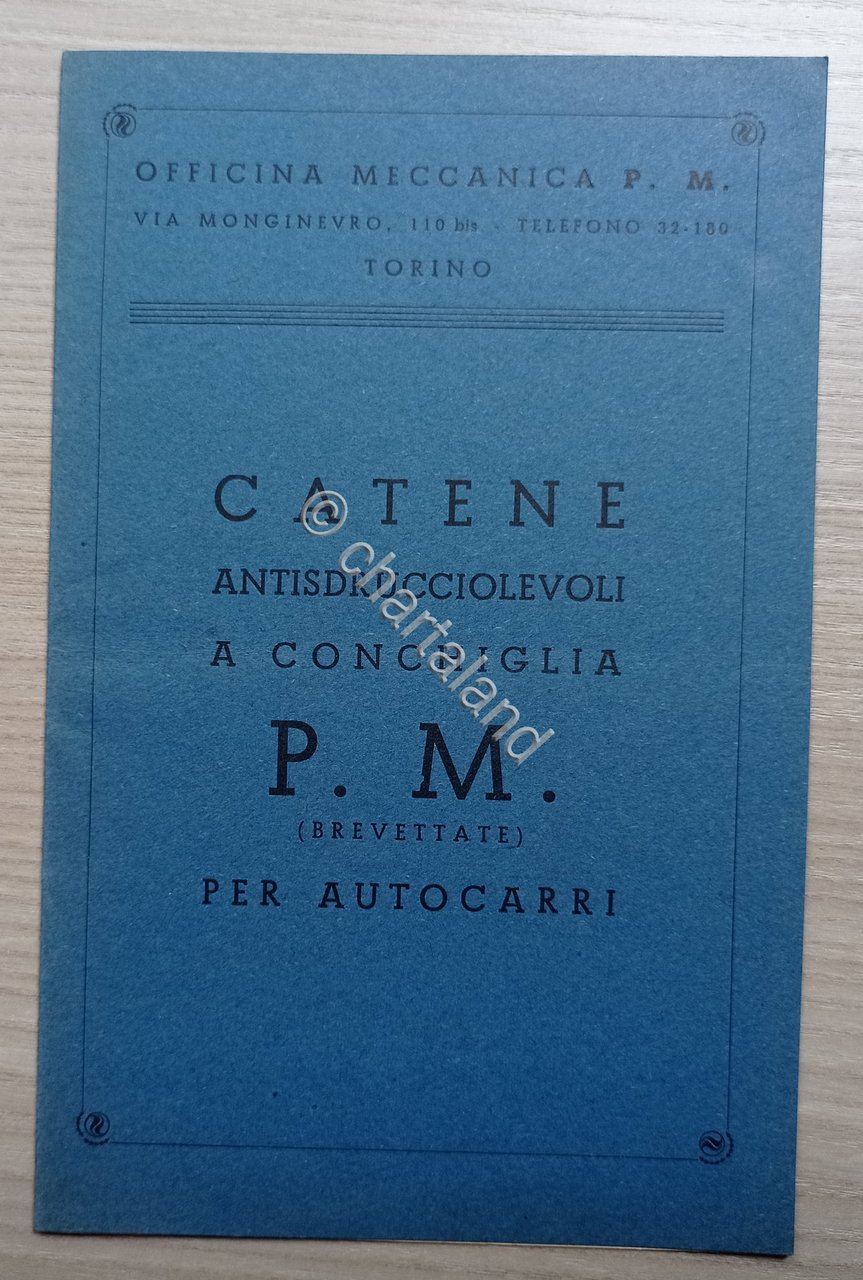 OFFICINA MECCANICA P. M.
VIA MONGINEVRO, 110 bis - TELEFONO 32-180
TORINO
CATENE
ANTISDRUCCIOLEVOLI
A CONCHIGLIA
P. M.
(BREVETTATE)
PER AUTOCARRI
© chartaland